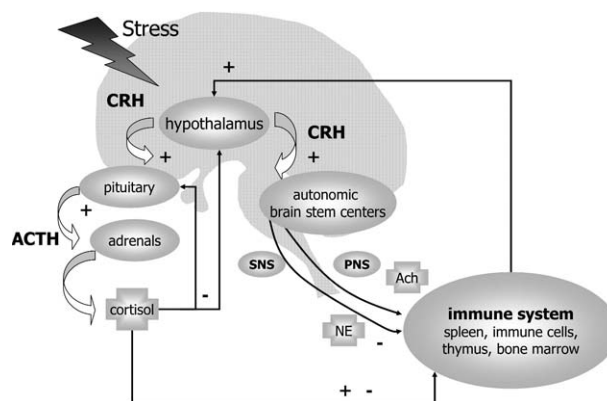 Stress
+
CRH
hypothalamus
CRH
+
+
pituitary
autonomic
brain stem centers
+
ACTH
adrenals
SNS
PNS
Ach
cortisol
-
immune system
spleen, immune cells,
thymus, bone marrow
NE
-
+ -